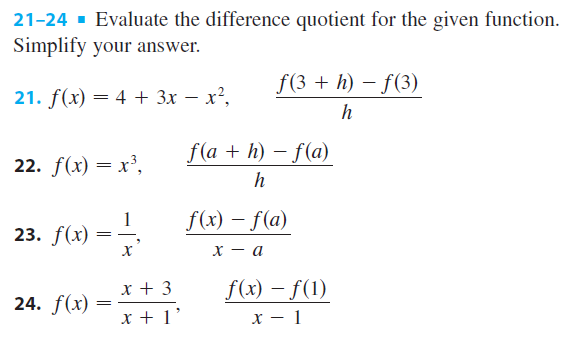 21–24 ▪ Evaluate the difference quotient for the given function.
Simplify your answer.
21. f(x) = 4 + 3x − x², (f(3 + h) − f(3))/h
22. f(x) = x³, (f(a + h) − f(a))/h
23. f(x) = 1/x, (f(x) − f(a))/(x − a)
24. f(x) = (x + 3)/(x + 1), (f(x) − f(1))/(x − 1)